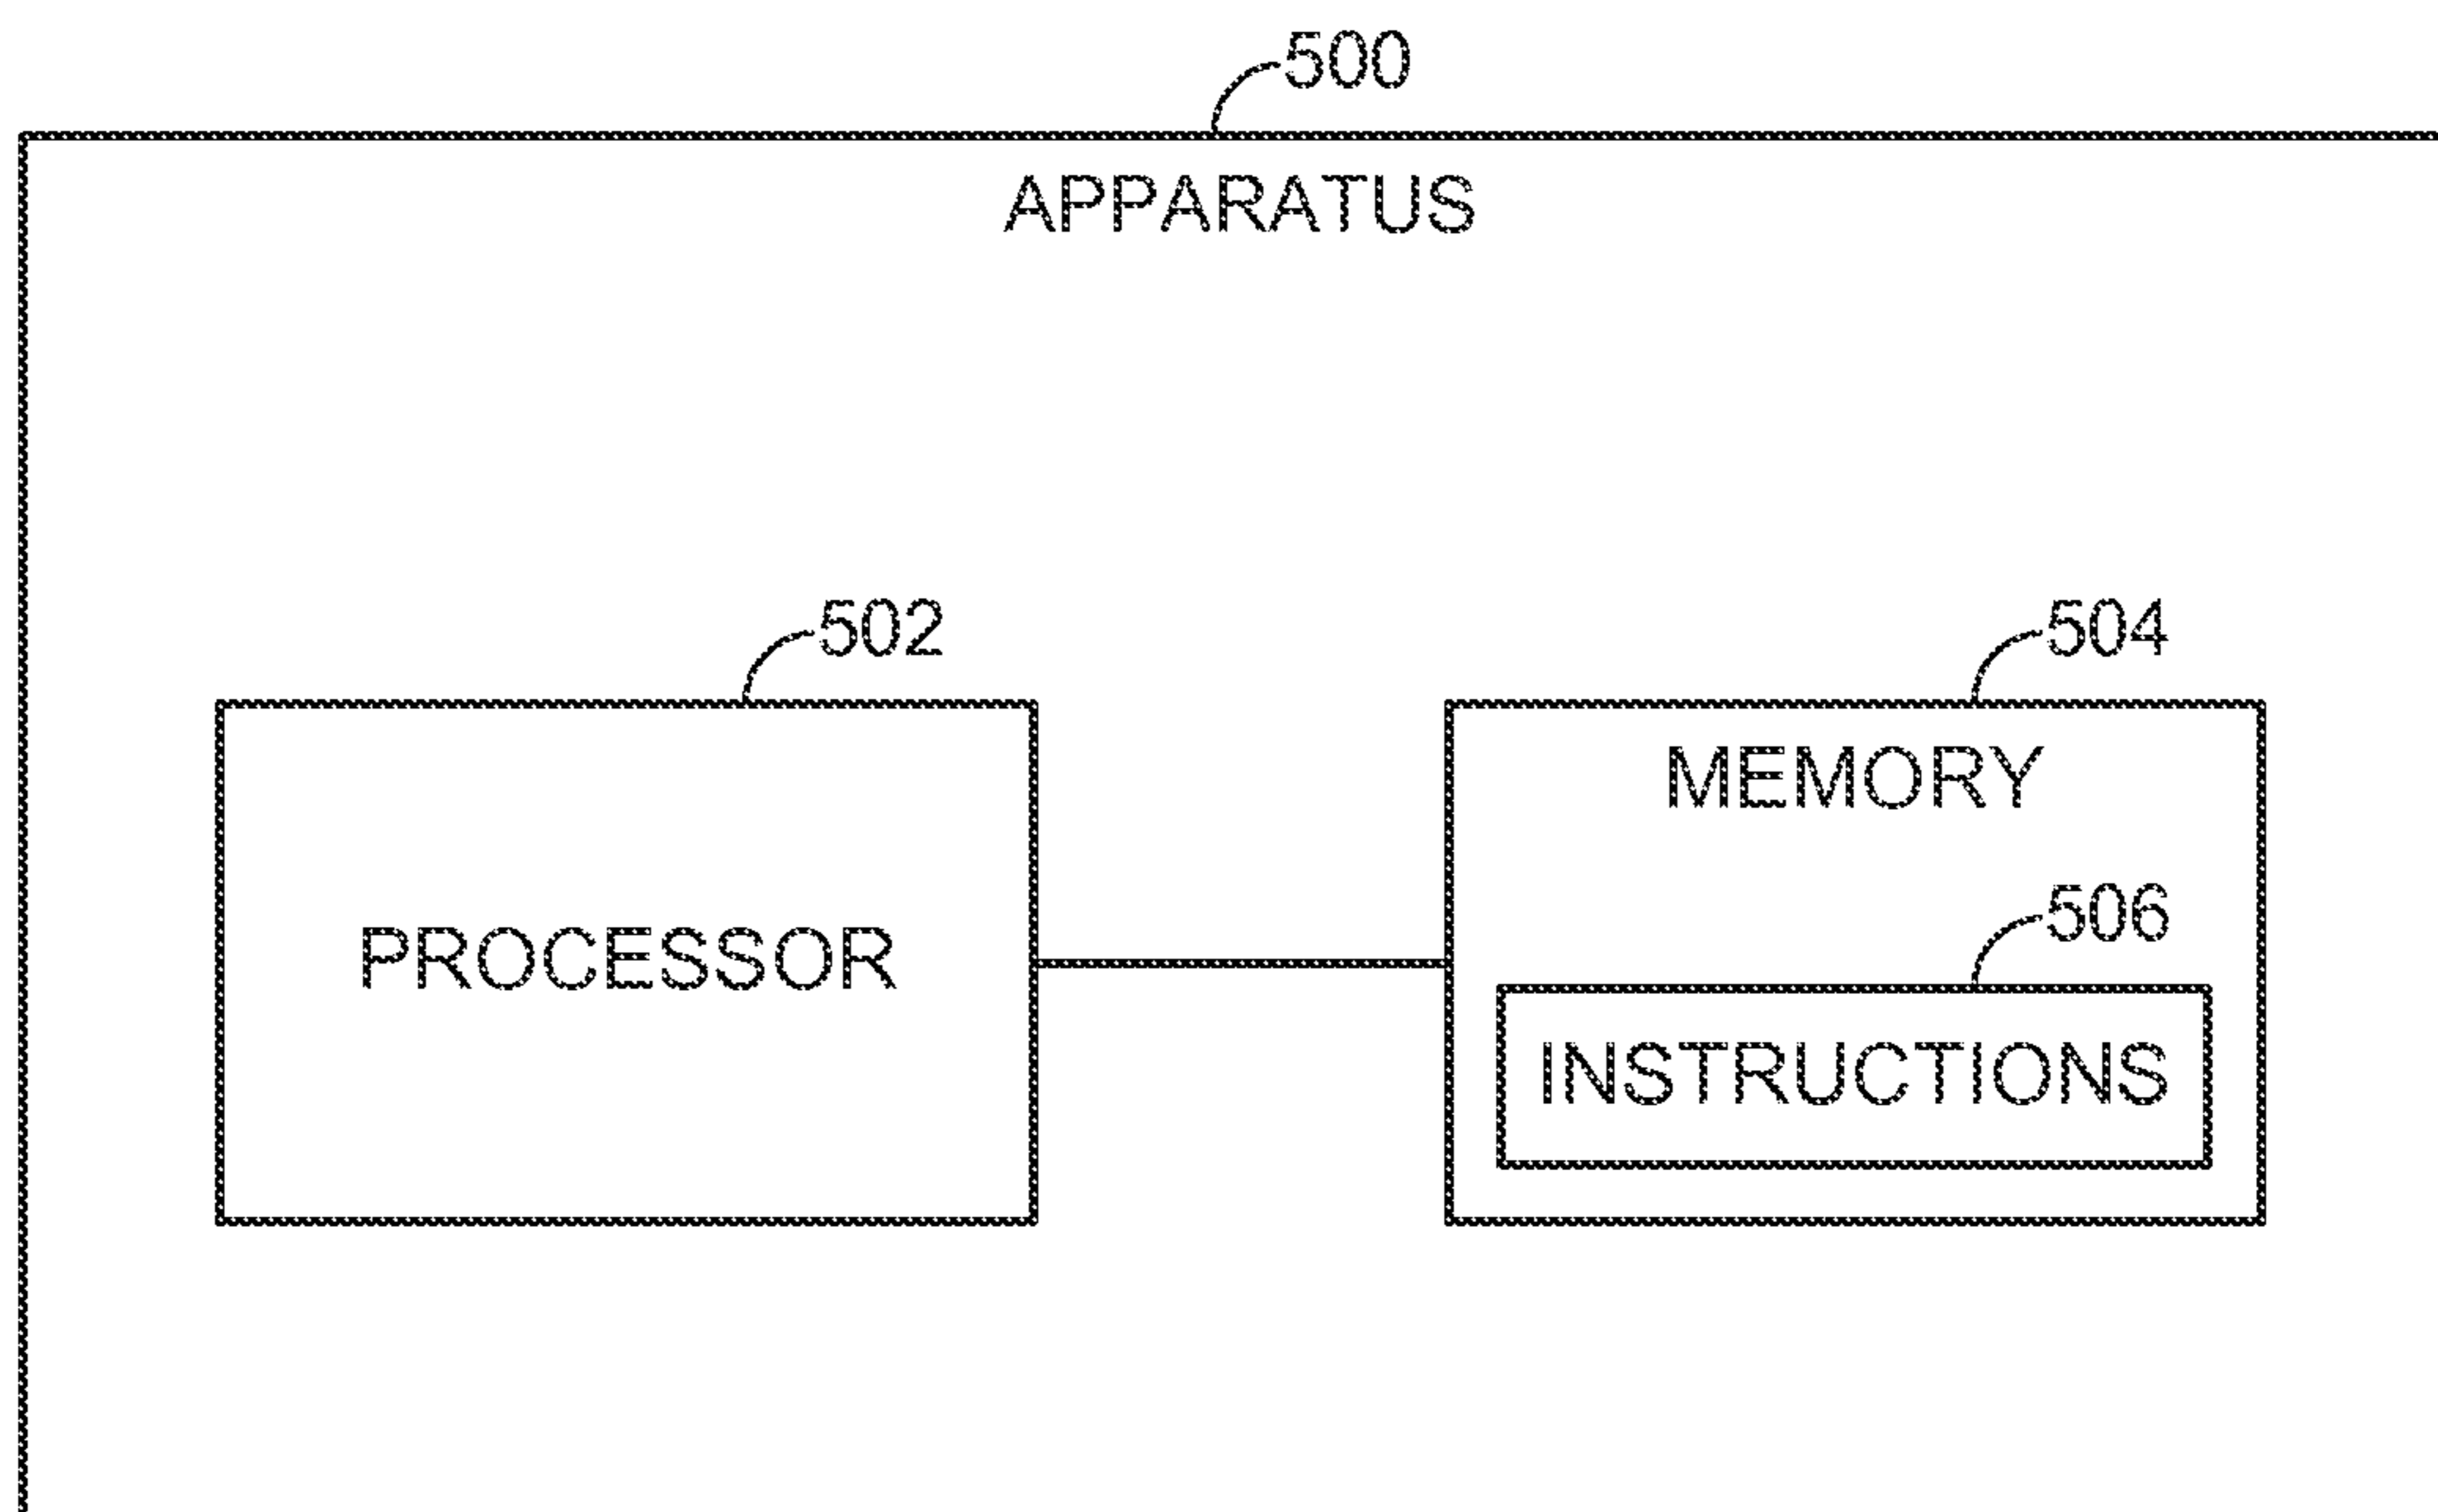 500
APPARATUS
502
504
MEMORY
PROCESSOR
506
INSTRUCTIONS